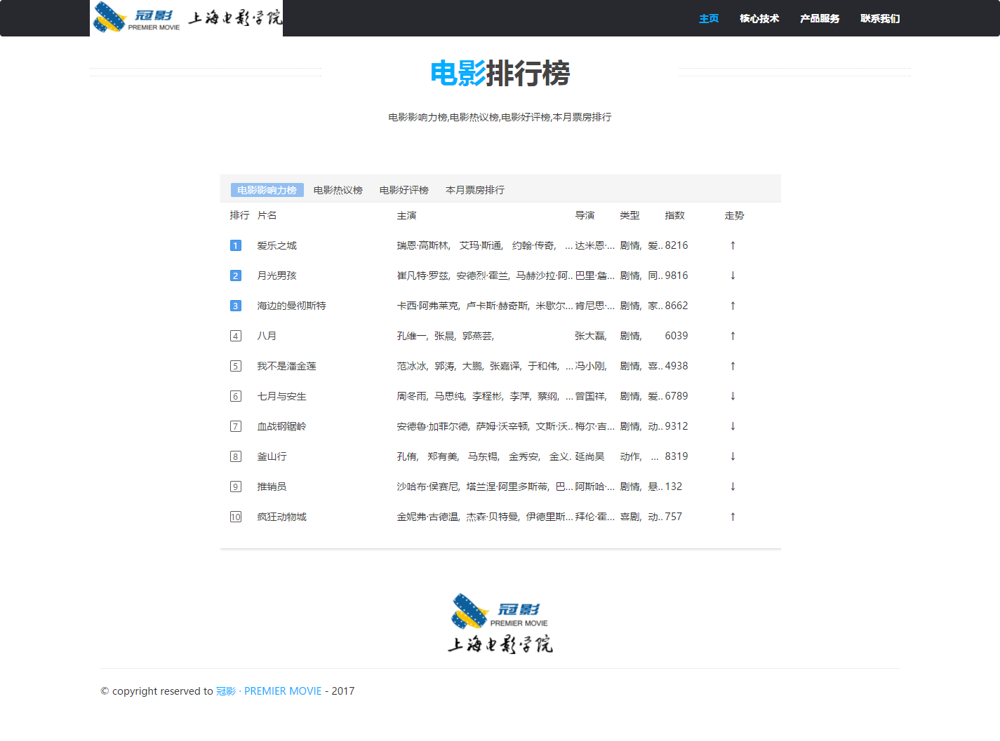 冠影 PREMIER MOVIE 上海电影学院 主页 核心技术 产品服务 联系我们
电影排行榜
电影影响力榜,电影热议榜,电影好评榜,本月票房排行
电影影响力榜 电影热议榜 电影好评榜 本月票房排行
排行 片名 主演 导演 类型 指数 走势
1 爱乐之城 瑞恩·高斯林, 艾玛·斯通, 约翰·传奇, ... 达米恩·... 剧情, 爱.. 8216 ↑
2 月光男孩 崔凡特·罗兹, 安德烈·霍兰, 马赫沙拉·阿.. 巴里·詹... 剧情, 同.. 9816 ↓
3 海边的曼彻斯特 卡西·阿弗莱克, 卢卡斯·赫奇斯, 米歇尔... 肯尼思·... 剧情, 家.. 8662 ↑
4 八月 孔维一, 张晨, 郭燕芸, 张大磊, 剧情, 6039 ↑
5 我不是潘金莲 范冰冰, 郭涛, 大鹏, 张嘉译, 于和伟, ... 冯小刚, 剧情, 喜.. 4938 ↑
6 七月与安生 周冬雨, 马思纯, 李程彬, 李萍, 蔡纲, ... 曾国祥, 剧情, 爱.. 6789 ↓
7 血战钢锯岭 安德鲁·加菲尔德, 萨姆·沃辛顿, 文斯·沃.. 梅尔·吉... 剧情, 动.. 9312 ↓
8 釜山行 孔侑, 郑有美, 马东锡, 金秀安, 金义.. 延尚昊 动作, ... 8319 ↓
9 推销员 沙哈布·侯赛尼, 塔兰涅·阿里多斯蒂, 巴... 阿斯哈·... 剧情, 悬.. 132 ↓
10 疯狂动物城 金妮弗·古德温, 杰森·贝特曼, 伊德里斯... 拜伦·霍... 喜剧, 动.. 757 ↑
冠影
PREMIER MOVIE
上海电影学院
© copyright reserved to 冠影 · PREMIER MOVIE - 2017